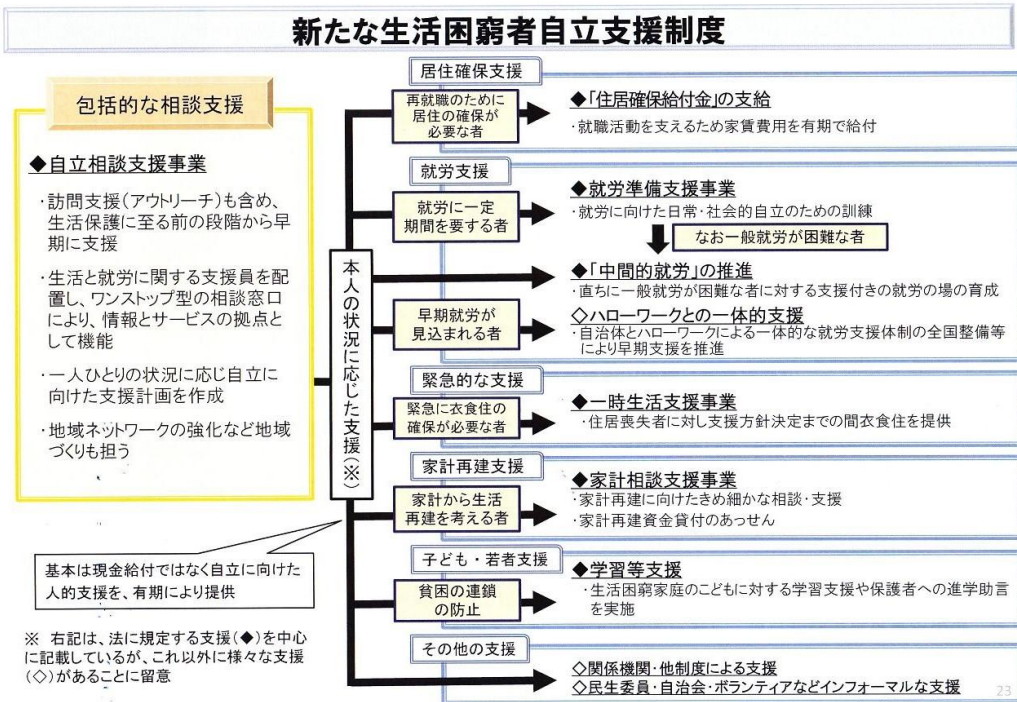 新たな生活困窮者自立支援制度
包括的な相談支援
◆自立相談支援事業
・訪問支援(アウトリーチ)も含め、
生活保護に至る前の段階から早
期に支援
・生活と就労に関する支援員を配
置し、ワンストップ型の相談窓口
により、情報とサービスの拠点と
して機能
・一人ひとりの状況に応じ自立に
向けた支援計画を作成
・地域ネットワークの強化など地域
づくりも担う
基本は現金給付ではなく自立に向けた
人的支援を、有期により提供
※ 右記は、法に規定する支援(◆)を中心
に記載しているが、これ以外に様々な支援
(◇)があることに留意
本人の状況に応じた支援(※)
居住確保支援
再就職のために
居住の確保が
必要な者
◆「住居確保給付金」の支給
・就職活動を支えるため家賃費用を有期で給付
就労支援
就労に一定
期間を要する者
◆就労準備支援事業
・就労に向けた日常・社会的自立のための訓練
なお一般就労が困難な者
◆「中間的就労」の推進
・直ちに一般就労が困難な者に対する支援付きの就労の場の育成
早期就労が
見込まれる者
◇ハローワークとの一体的支援
・自治体とハローワークによる一体的な就労支援体制の全国整備等
により早期支援を推進
緊急的な支援
緊急に衣食住の
確保が必要な者
◆一時生活支援事業
・住居喪失者に対し支援方針決定までの間衣食住を提供
家計再建支援
家計から生活
再建を考える者
◆家計相談支援事業
・家計再建に向けたきめ細かな相談・支援
・家計再建資金貸付のあっせん
子ども・若者支援
貧困の連鎖
の防止
◆学習等支援
・生活困窮家庭のこどもに対する学習支援や保護者への進学助言
を実施
その他の支援
◇関係機関・他制度による支援
◇民生委員・自治会・ボランティアなどインフォーマルな支援
23